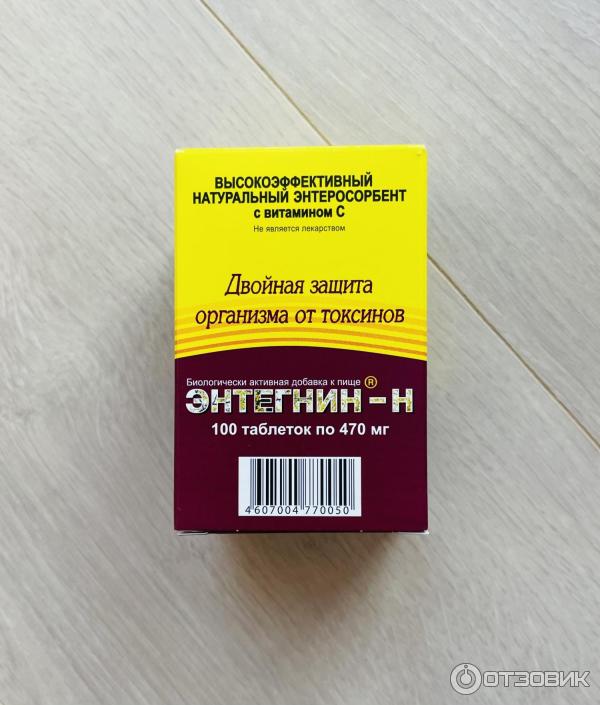 ВЫСОКОЭФФЕКТИВНЫЙ
НАТУРАЛЬНЫЙ ЭНТЕРОСОРБЕНТ
с витамином С
Не является лекарством
Двойная защита
организма от токсинов
Биологически активная добавка к пище ®
ЭНТЕГНИН – Н
100 таблеток по 470 мг
4607004 770050
ОТЗОВИК